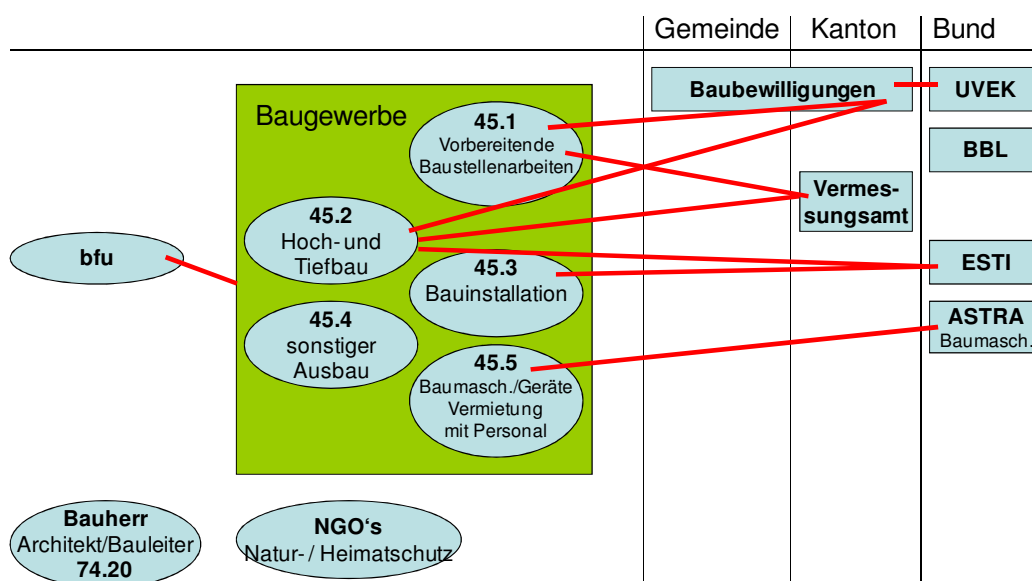 Gemeinde Kanton Bund
Baubewilligungen
UVEK
BBL
Vermes-
sungsamt
ESTI
ASTRA
Baumasch.
Baugewerbe
45.1
Vorbereitende
Baustellenarbeiten
45.2
Hoch- und
Tiefbau
45.3
Bauinstallation
45.4
sonstiger
Ausbau
45.5
Baumasch./Geräte
Vermietung
mit Personal
bfu
Bauherr
Architekt/Bauleiter
74.20
NGO‘s
Natur- / Heimatschutz